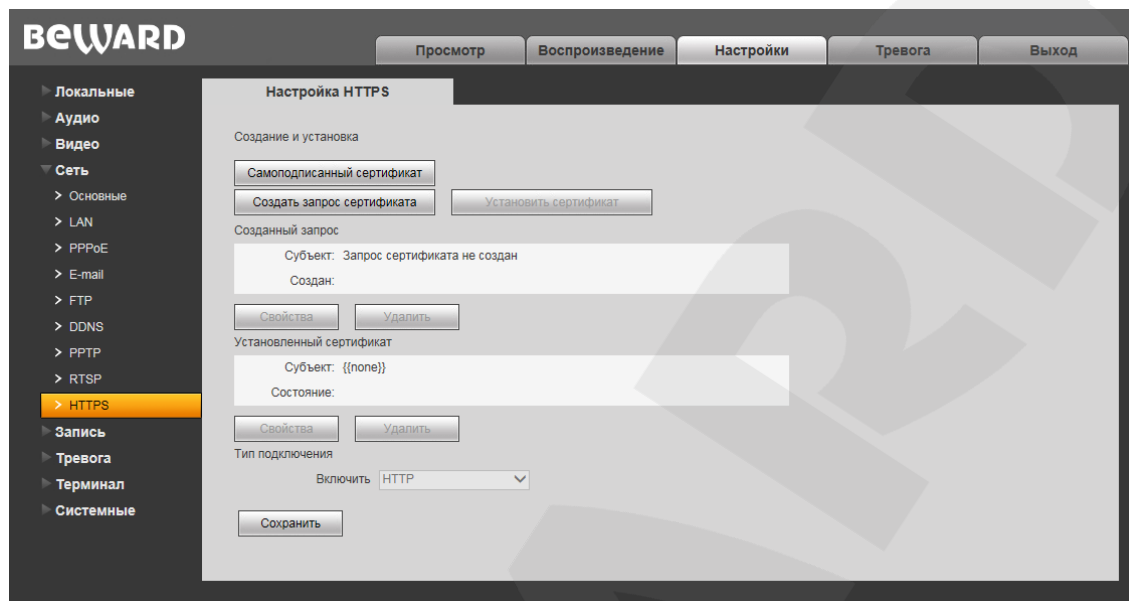 BEWARD
Просмотр Воспроизведение Настройки Тревога Выход
Локальные
Аудио
Видео
Сеть
> Основные
> LAN
> PPPoE
> E-mail
> FTP
> DDNS
> PPTP
> RTSP
> HTTPS
Запись
Тревога
Терминал
Системные
Настройка HTTPS
Создание и установка
Самоподписанный сертификат
Создать запрос сертификата Установить сертификат
Созданный запрос
Субъект: Запрос сертификата не создан
Создан:
Свойства Удалить
Установленный сертификат
Субъект: {{none}}
Состояние:
Свойства Удалить
Тип подключения
Включить HTTP
Сохранить